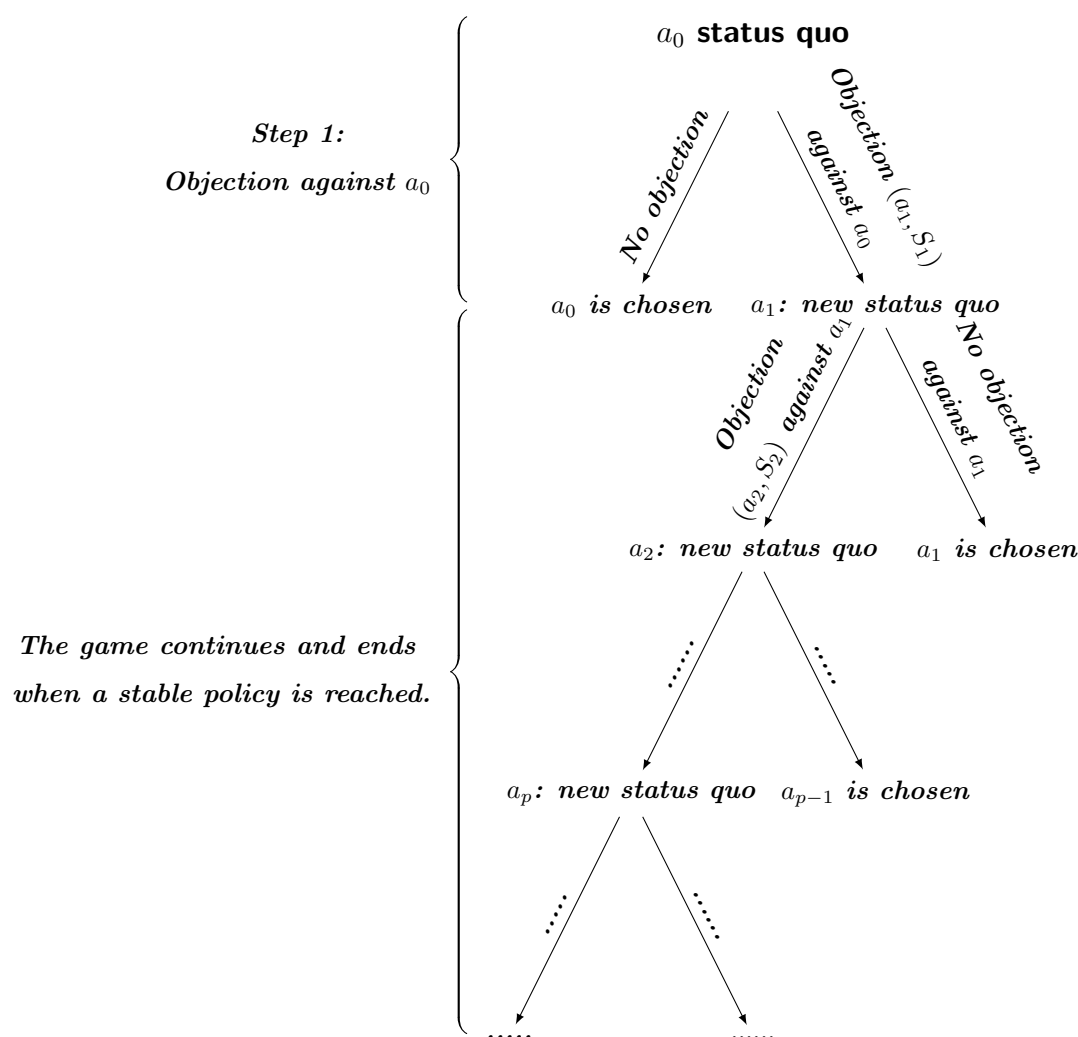 a₀ status quo
Step 1:
Objection against a₀
No objection
Objection (a₁, S₁)
against a₀
a₀ is chosen
a₁: new status quo
Objection
(a₂, S₂) against a₁
No objection
against a₁
a₂: new status quo
a₁ is chosen
The game continues and ends
when a stable policy is reached.
......
.....
aₚ: new status quo
aₚ₋₁ is chosen
.....
......
.....
......